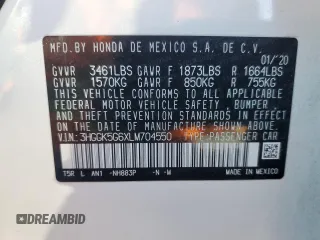 MFD.BY HONDA DE MEXICO S.A. DE C.V.
01/20
GVWR 3461LBS GAWR F 1873LBS R 1664LBS
GVWR 1570KG GAWR F 850KG R 755KG
THIS VEHICLE CONFORMS TO ALL APPLICABLE
FEDERAL MOTOR VEHICLE SAFETY, BUMPER,
AND THEFT PREVENTION STANDARDS IN EFFECT
ON THE DATE OF MANUFACTURE SHOWN ABOVE.
V.I.N: 3HGGK5G6XLM704550 TYPE:PASSENGER CAR
T5R L AN1 -NH883P -N -W
MADE IN MEXICO
© DREAMBID DREAMBID.COM